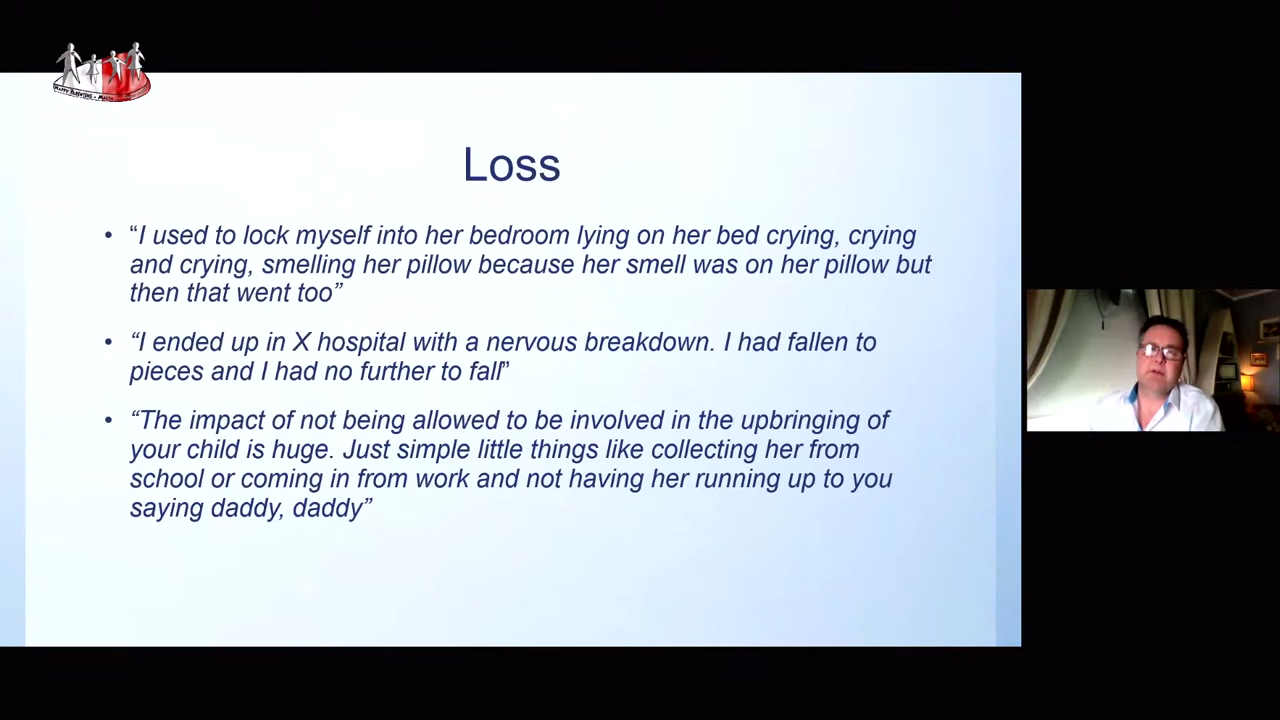 HAPPY PARENTING - MALTA
Loss
• “I used to lock myself into her bedroom lying on her bed crying, crying
and crying, smelling her pillow because her smell was on her pillow but
then that went too”
• “I ended up in X hospital with a nervous breakdown. I had fallen to
pieces and I had no further to fall”
• “The impact of not being allowed to be involved in the upbringing of
your child is huge. Just simple little things like collecting her from
school or coming in from work and not having her running up to you
saying daddy, daddy”